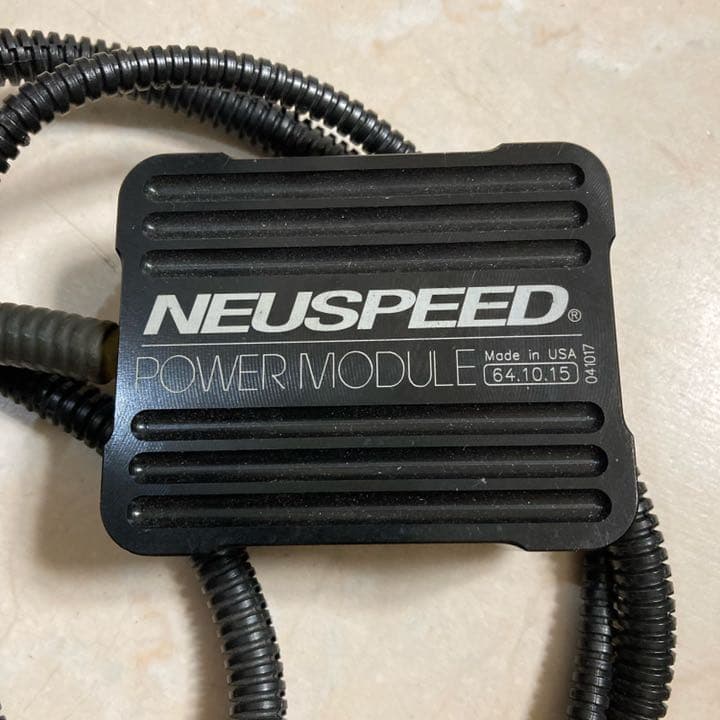 NEUSPEED®
POWER MODULE
Made in USA
64.10.15
041017